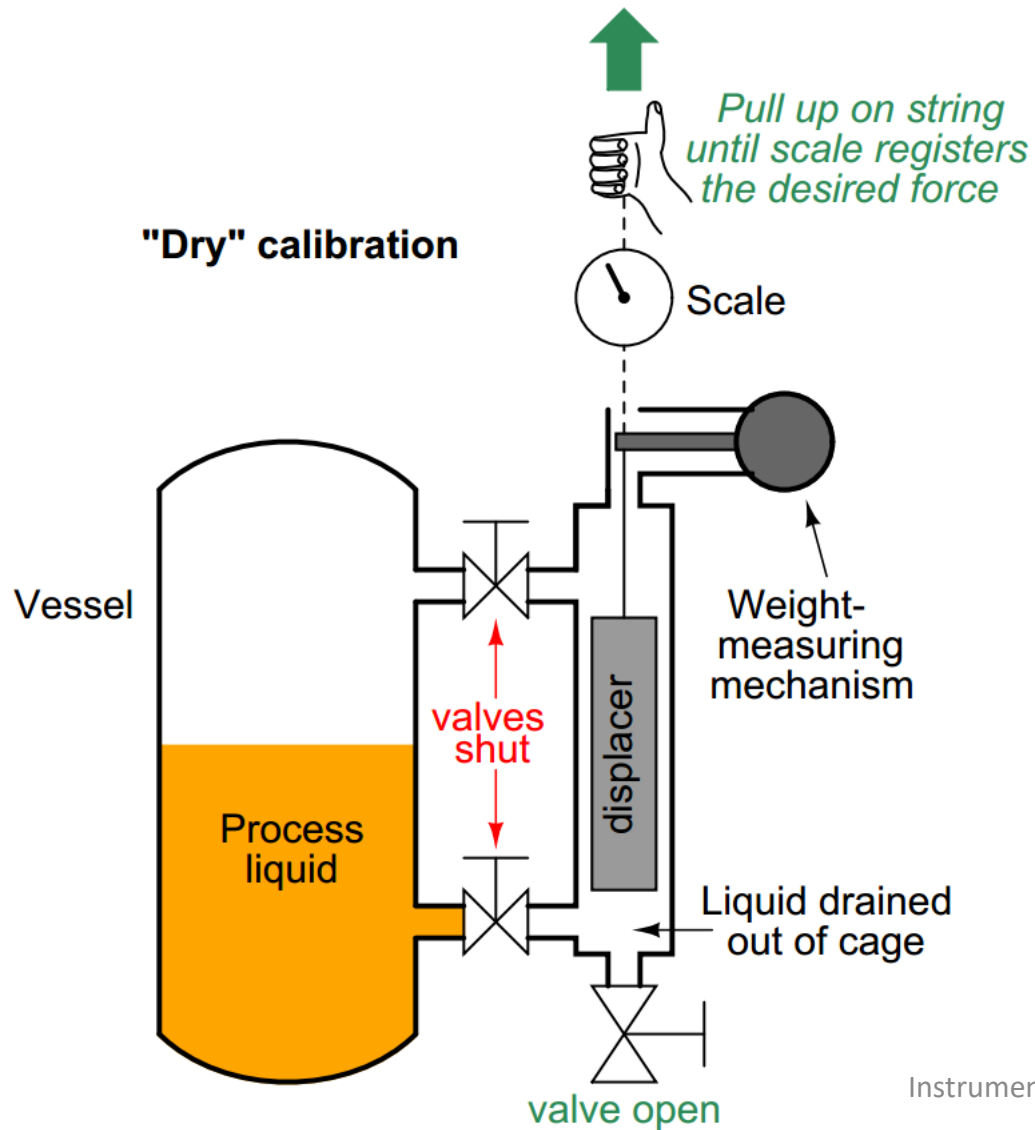 Pull up on string
until scale registers
the desired force
"Dry" calibration
Scale
Vessel
Weight-
measuring
mechanism
valves
shut
displacer
Process
liquid
Liquid drained
out of cage
valve open
Instrumen